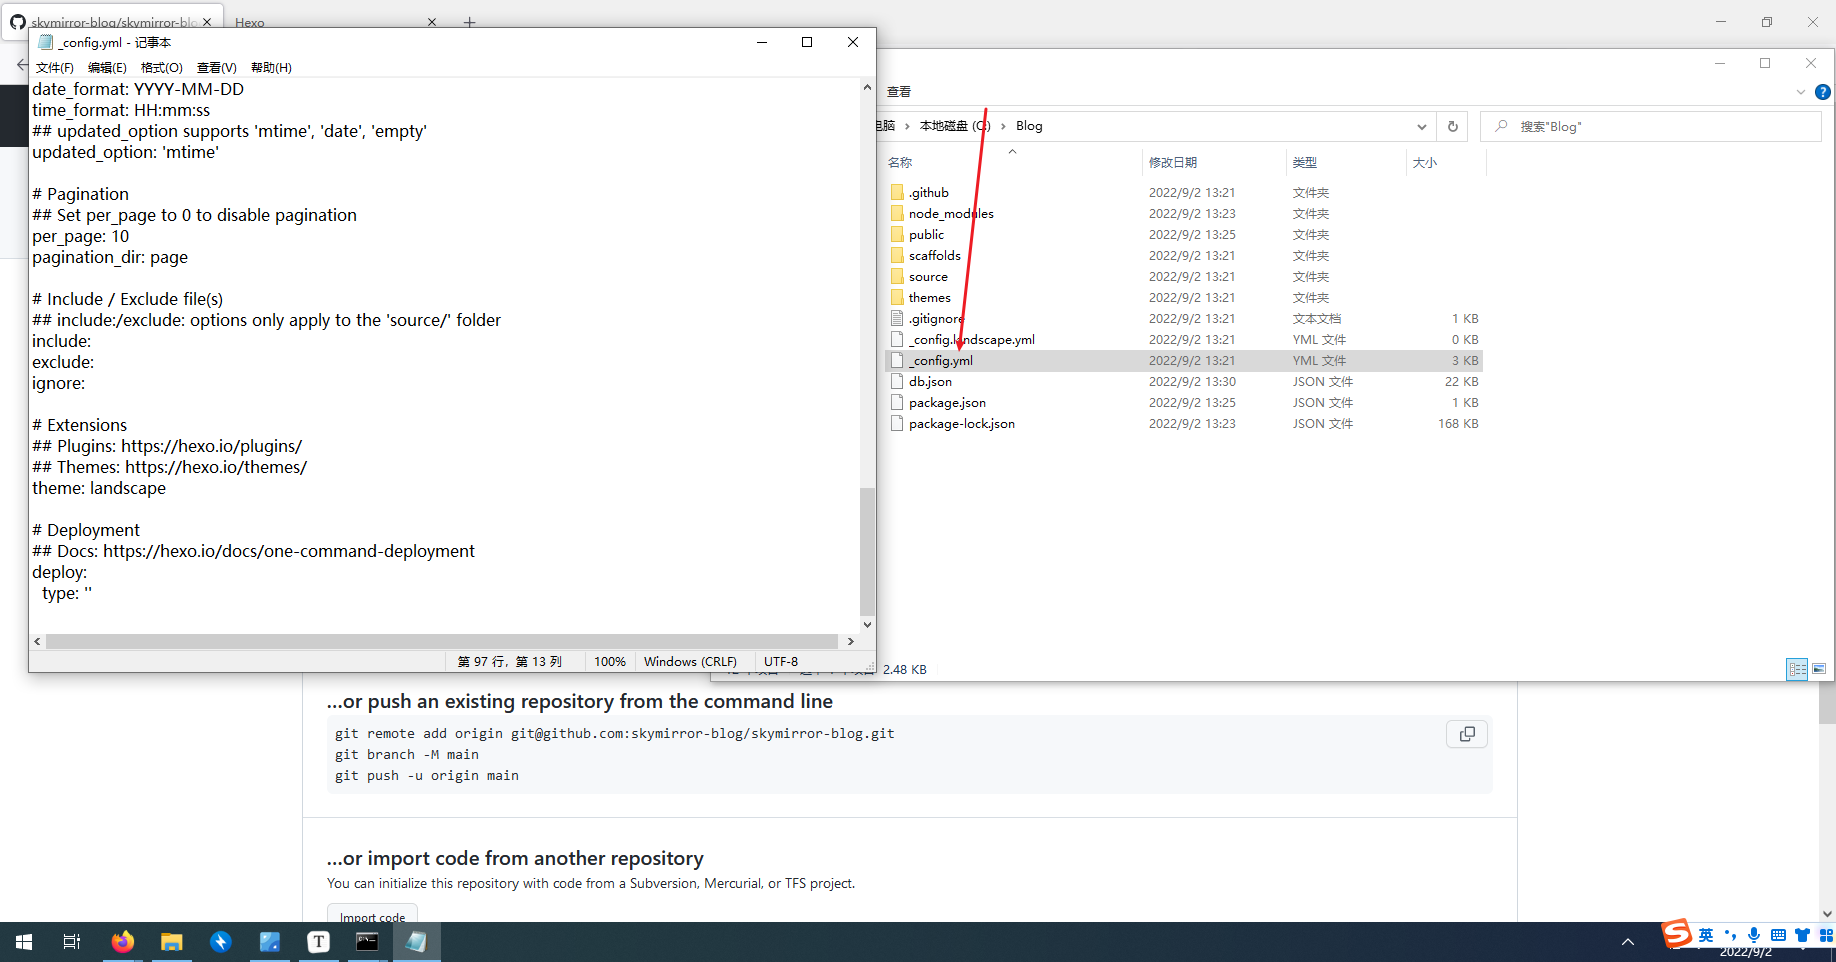 skymirror-blog/skymirror-blo
Hexo
_config.yml - 记事本
文件(F) 编辑(E) 格式(O) 查看(V) 帮助(H)
date_format: YYYY-MM-DD
time_format: HH:mm:ss
## updated_option supports 'mtime', 'date', 'empty'
updated_option: 'mtime'
# Pagination
## Set per_page to 0 to disable pagination
per_page: 10
pagination_dir: page
# Include / Exclude file(s)
## include:/exclude: options only apply to the 'source/' folder
include:
exclude:
ignore:
# Extensions
## Plugins: https://hexo.io/plugins/
## Themes: https://hexo.io/themes/
theme: landscape
# Deployment
## Docs: https://hexo.io/docs/one-command-deployment
deploy:
type: ''
第 97 行，第 13 列 100% Windows (CRLF) UTF-8
查看
电脑 › 本地磁盘 (C:) › Blog
搜索"Blog"
名称 修改日期 类型 大小
.github 2022/9/2 13:21 文件夹
node_modules 2022/9/2 13:23 文件夹
public 2022/9/2 13:25 文件夹
scaffolds 2022/9/2 13:21 文件夹
source 2022/9/2 13:21 文件夹
themes 2022/9/2 13:21 文件夹
.gitignore 2022/9/2 13:21 文本文档 1 KB
_config.landscape.yml 2022/9/2 13:21 YML 文件 0 KB
_config.yml 2022/9/2 13:21 YML 文件 3 KB
db.json 2022/9/2 13:30 JSON 文件 22 KB
package.json 2022/9/2 13:25 JSON 文件 1 KB
package-lock.json 2022/9/2 13:23 JSON 文件 168 KB
2.48 KB
...or push an existing repository from the command line
git remote add origin git@github.com:skymirror-blog/skymirror-blog.git
git branch -M main
git push -u origin main
...or import code from another repository
You can initialize this repository with code from a Subversion, Mercurial, or TFS project.
Import code
英
2022/9/2